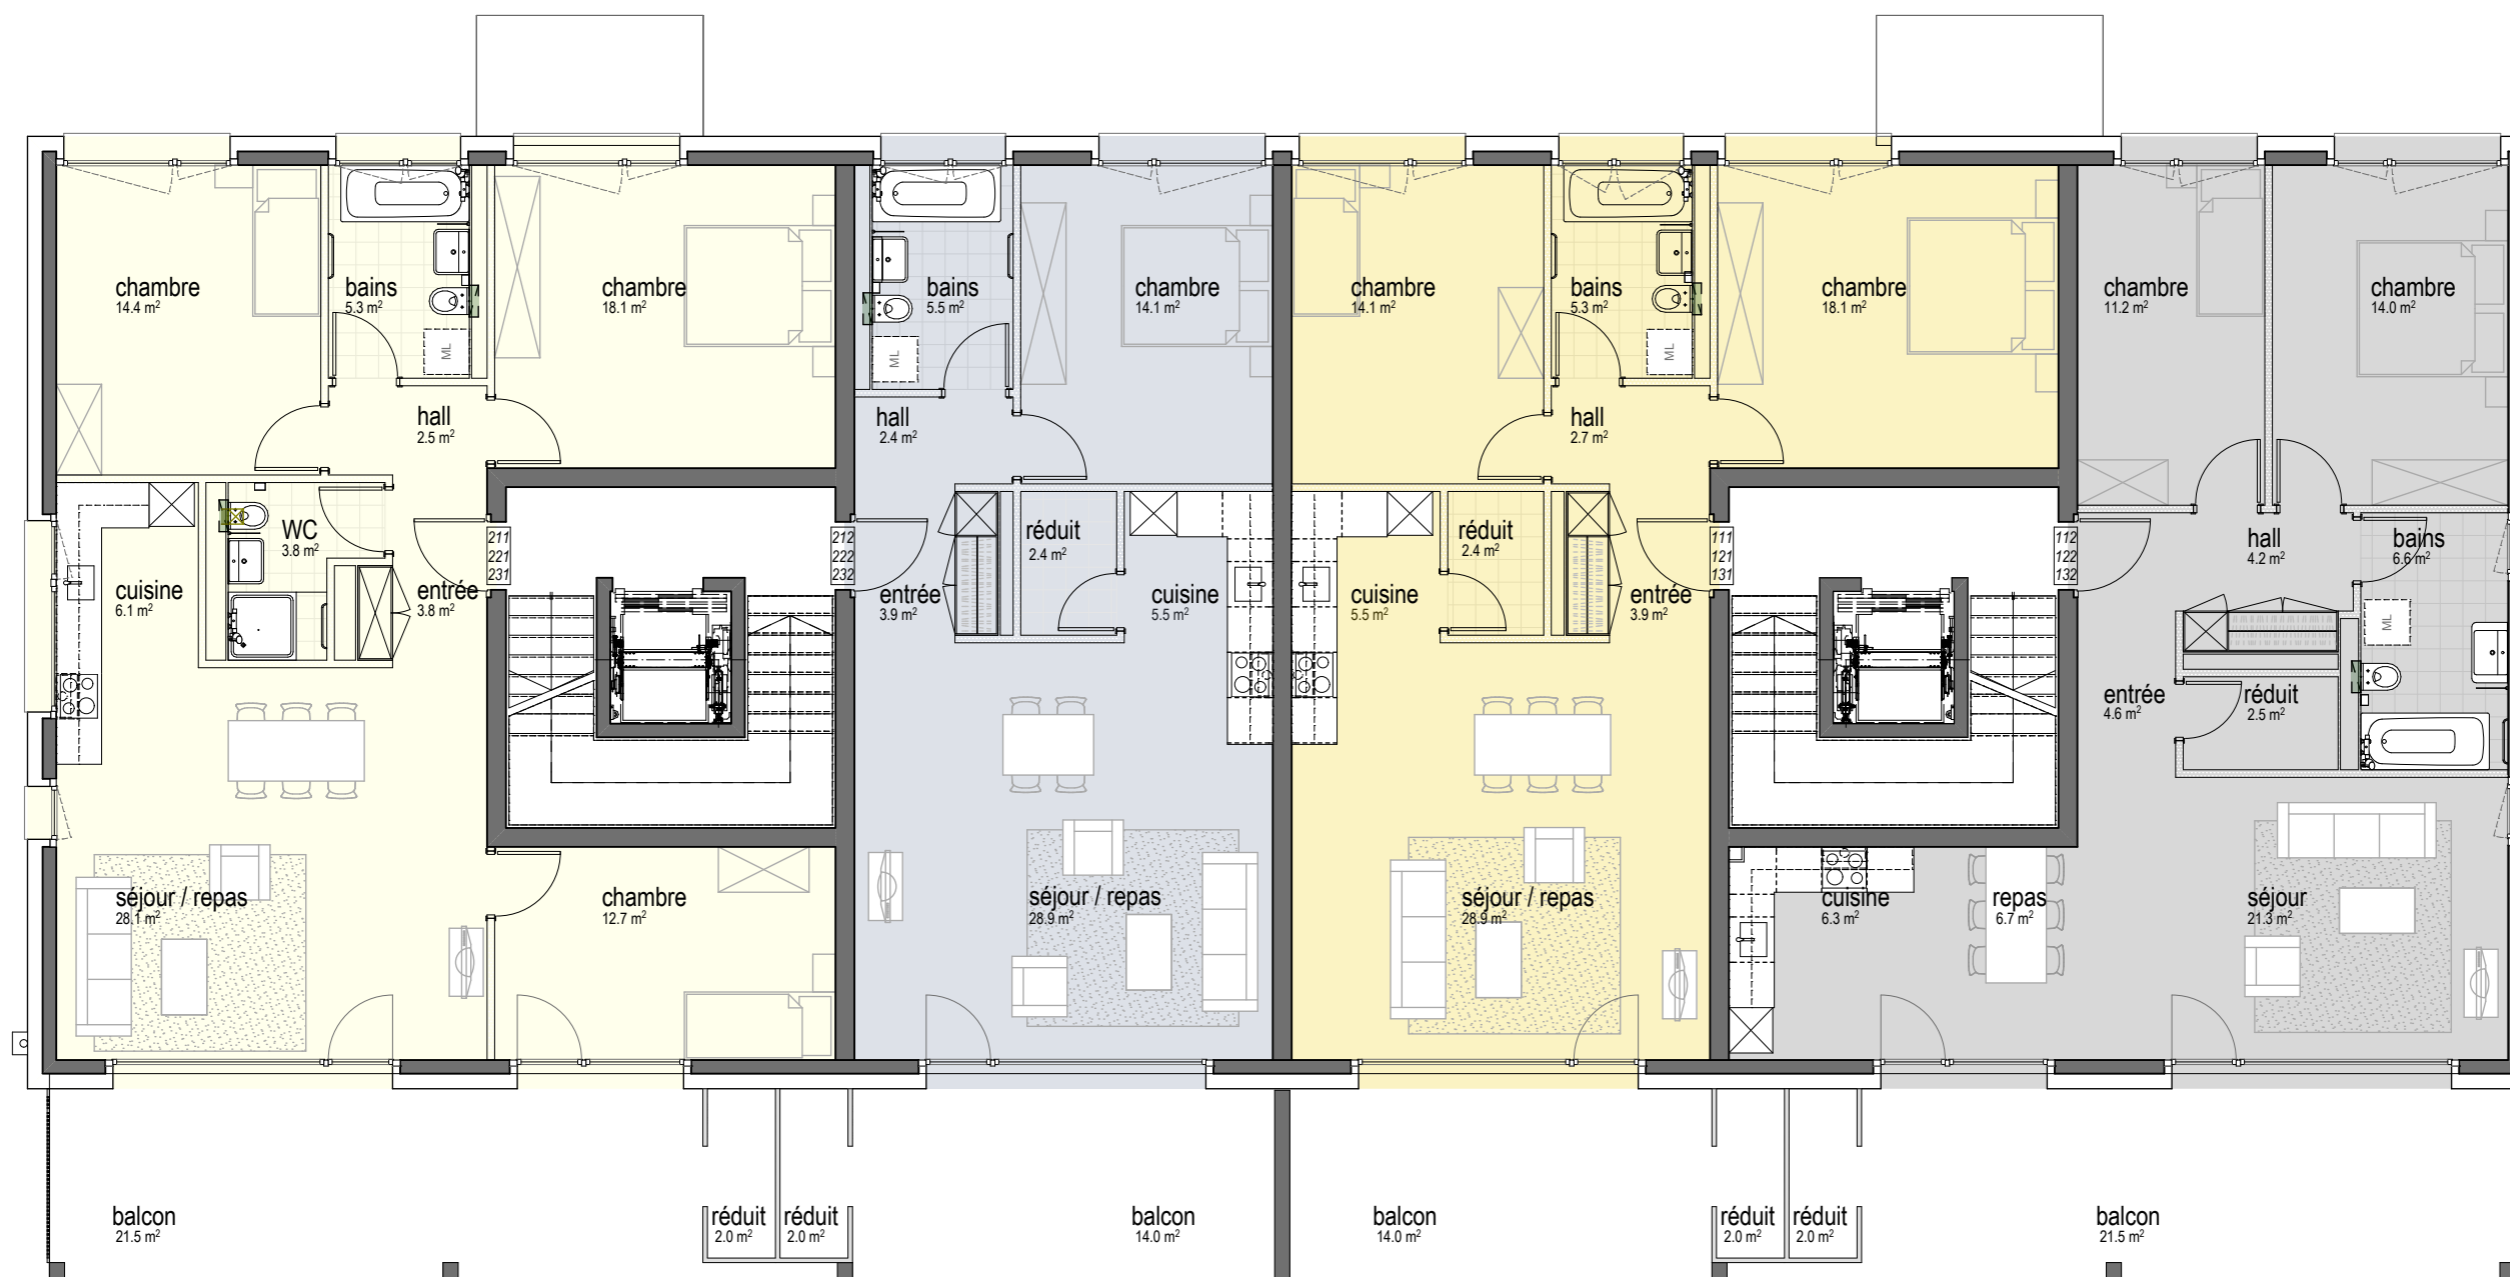 chambre
14.4 m²
bains
5.3 m²
chambre
18.1 m²
bains
5.5 m²
chambre
14.1 m²
chambre
14.1 m²
bains
5.3 m²
chambre
18.1 m²
chambre
11.2 m²
chambre
14.0 m²
ML
ML
ML
hall
2.5 m²
hall
2.4 m²
hall
2.7 m²
WC
3.8 m²
211
221
231
212
222
232
réduit
2.4 m²
réduit
2.4 m²
111
121
131
112
122
132
hall
4.2 m²
bains
6.6 m²
cuisine
6.1 m²
entrée
3.8 m²
entrée
3.9 m²
cuisine
5.5 m²
cuisine
5.5 m²
entrée
3.9 m²
ML
entrée
4.6 m²
réduit
2.5 m²
séjour / repas
28.1 m²
chambre
12.7 m²
séjour / repas
28.9 m²
séjour / repas
28.9 m²
cuisine
6.3 m²
repas
6.7 m²
séjour
21.3 m²
balcon
21.5 m²
réduit
2.0 m²
réduit
2.0 m²
balcon
14.0 m²
balcon
14.0 m²
réduit
2.0 m²
réduit
2.0 m²
balcon
21.5 m²